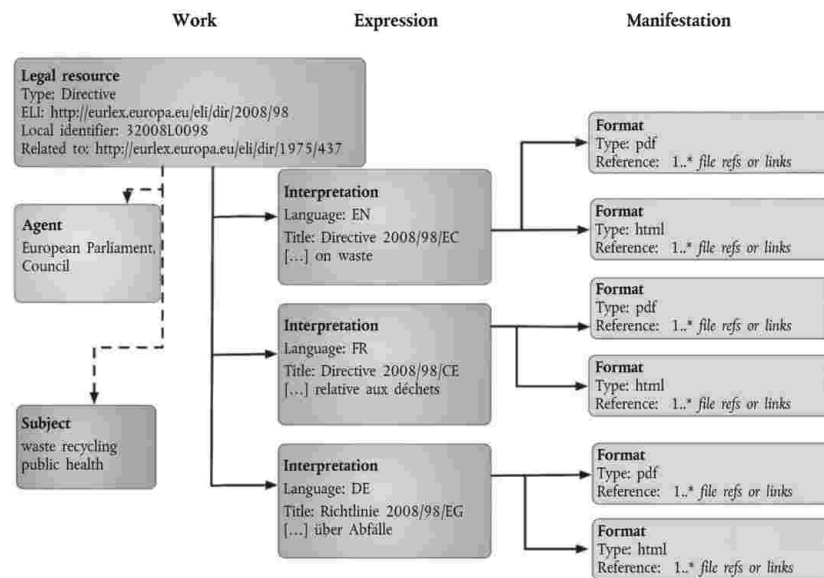 Work
Expression
Manifestation
Legal resource
Type: Directive
ELI: http://eurlex.europa.eu/eli/dir/2008/98
Local identifier: 32008L0098
Related to: http://eurlex.europa.eu/eli/dir/1975/437
Agent
European Parliament,
Council
Subject
waste recycling
public health
Interpretation
Language: EN
Title: Directive 2008/98/EC
[...] on waste
Interpretation
Language: FR
Title: Directive 2008/98/CE
[...] relative aux déchets
Interpretation
Language: DE
Title: Richtlinie 2008/98/EG
[...] über Abfälle
Format
Type: pdf
Reference: 1..* file refs or links
Format
Type: html
Reference: 1..* file refs or links
Format
Type: pdf
Reference: 1..* file refs or links
Format
Type: html
Reference: 1..* file refs or links
Format
Type: pdf
Reference: 1..* file refs or links
Format
Type: html
Reference: 1..* file refs or links